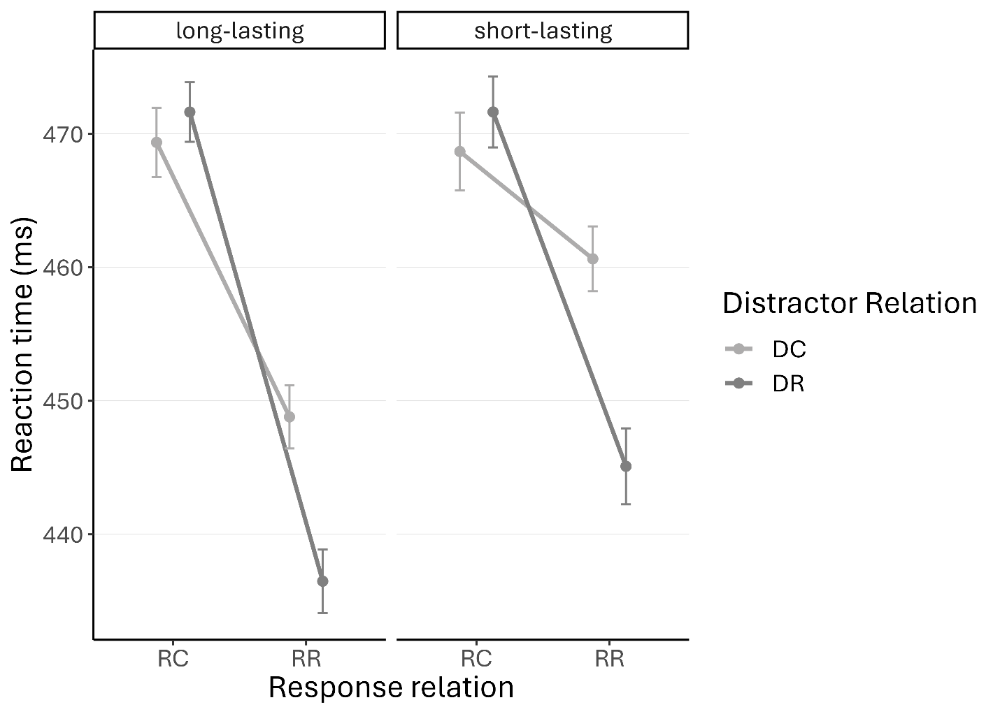 long-lasting
short-lasting
Reaction time (ms)
470
460
450
440
RC
RR
RC
RR
Response relation
Distractor Relation
DC
DR